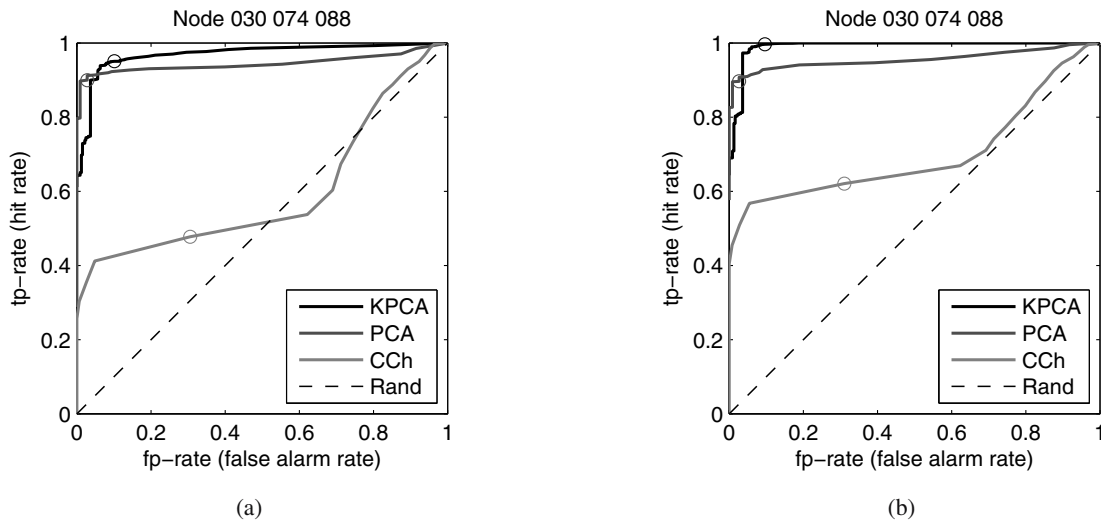 Node 030 074 088
1
0.8
0.6
0.4
0.2
0
tp−rate (hit rate)
KPCA
PCA
CCh
Rand
0 0.2 0.4 0.6 0.8 1
fp−rate (false alarm rate)
(a)
Node 030 074 088
1
0.8
0.6
0.4
0.2
0
tp−rate (hit rate)
KPCA
PCA
CCh
Rand
0 0.2 0.4 0.6 0.8 1
fp−rate (false alarm rate)
(b)